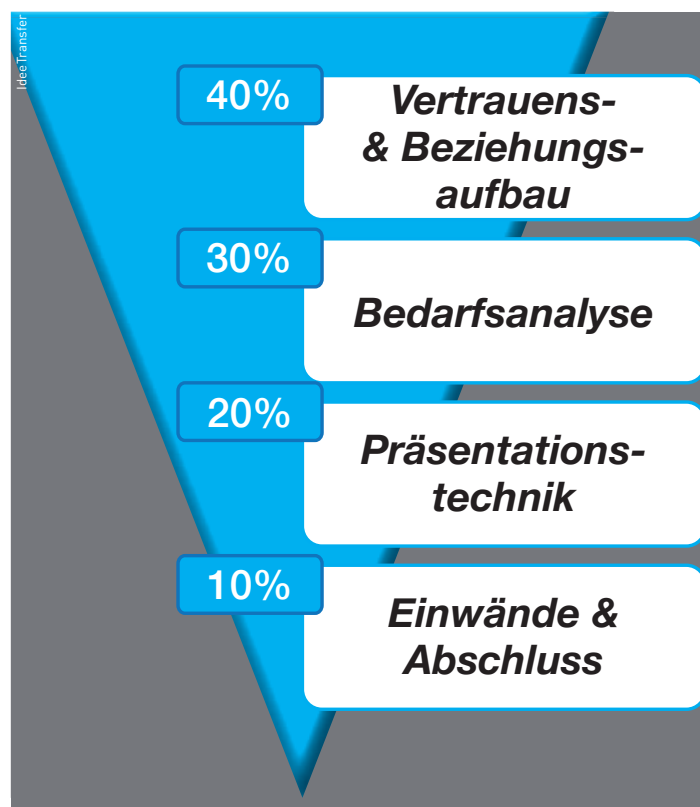 IdeeTransfer
40%
Vertrauens-
& Beziehungs-
aufbau
30%
Bedarfsanalyse
20%
Präsentations-
technik
10%
Einwände &
Abschluss